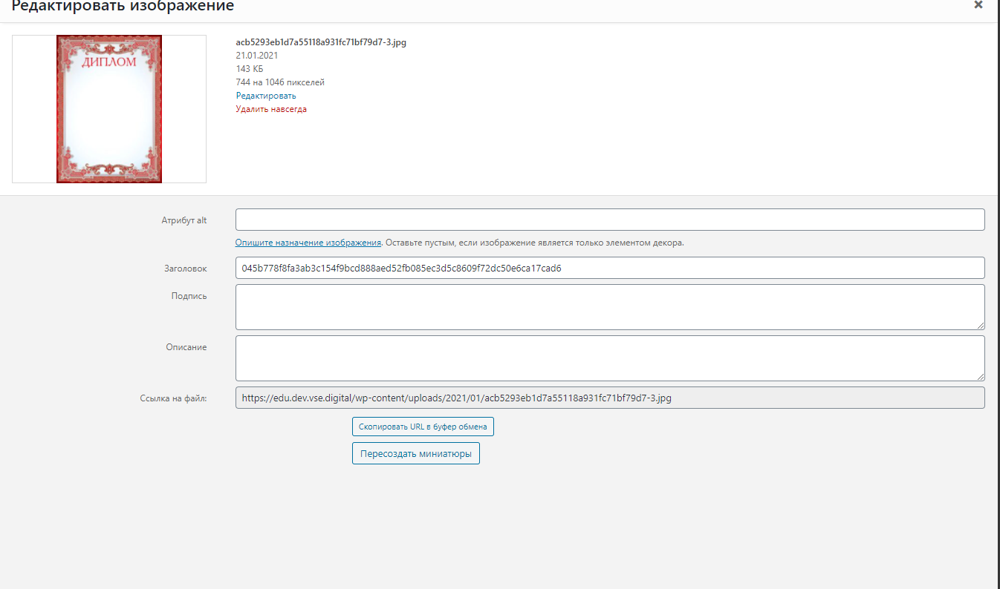 Редактировать изображение
ДИПЛОМ
acb5293eb1d7a55118a931fc71bf79d7-3.jpg
21.01.2021
143 КБ
744 на 1046 пикселей
Редактировать
Удалить навсегда
Атрибут alt
Опишите назначение изображения. Оставьте пустым, если изображение является только элементом декора.
Заголовок
045b778f8fa3ab3c154f9bcd888aed52fb085ec3d5c8609f72dc50e6ca17cad6
Подпись
Описание
Ссылка на файл:
https://edu.dev.vse.digital/wp-content/uploads/2021/01/acb5293eb1d7a55118a931fc71bf79d7-3.jpg
Скопировать URL в буфер обмена
Пересоздать миниатюры